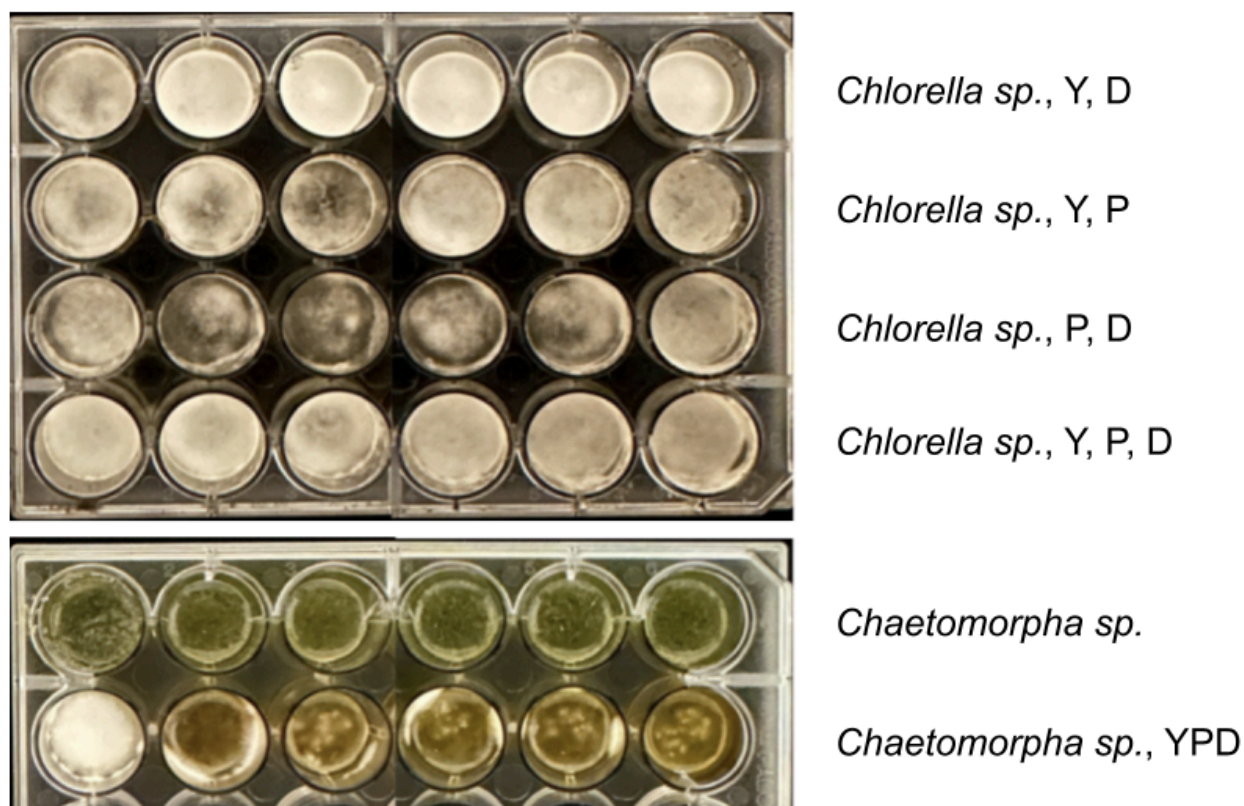 Chlorella sp., Y, D
Chlorella sp., Y, P
Chlorella sp., P, D
Chlorella sp., Y, P, D
Chaetomorpha sp.
Chaetomorpha sp., YPD